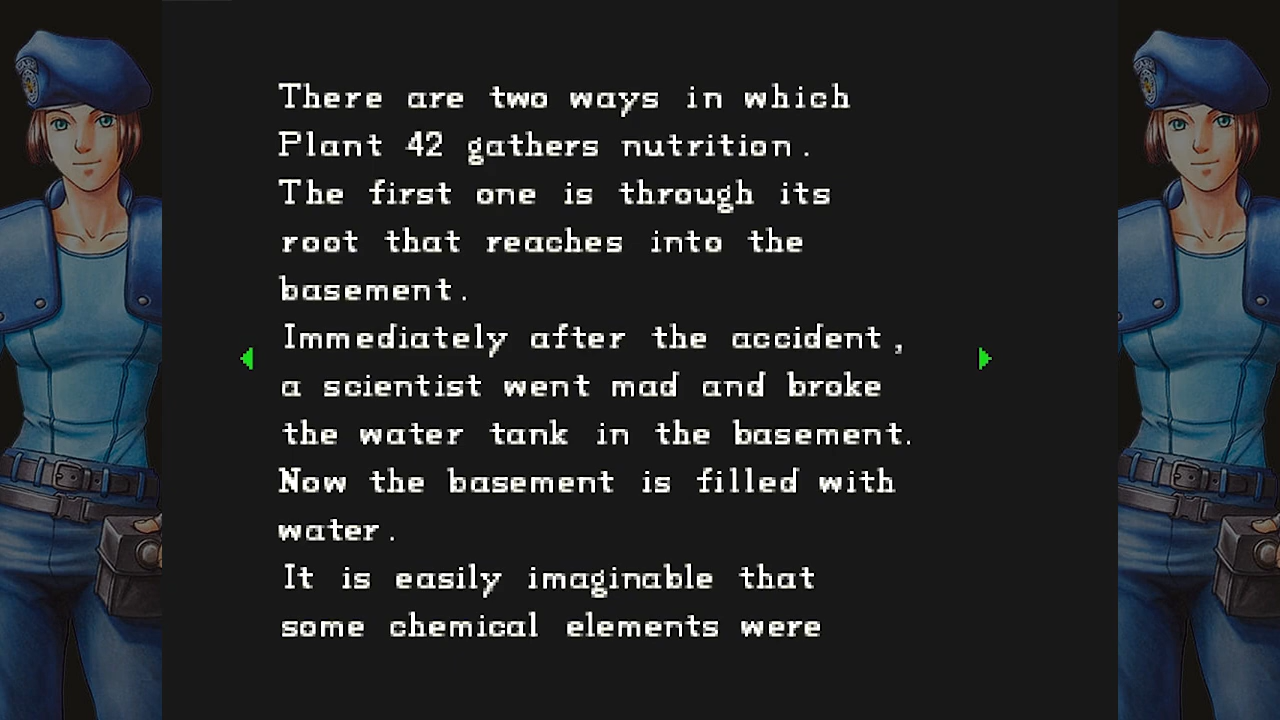 There are two ways in which
Plant 42 gathers nutrition.
The first one is through its
root that reaches into the
basement.
Immediately after the accident,
a scientist went mad and broke
the water tank in the basement.
Now the basement is filled with
water.
It is easily imaginable that
some chemical elements were